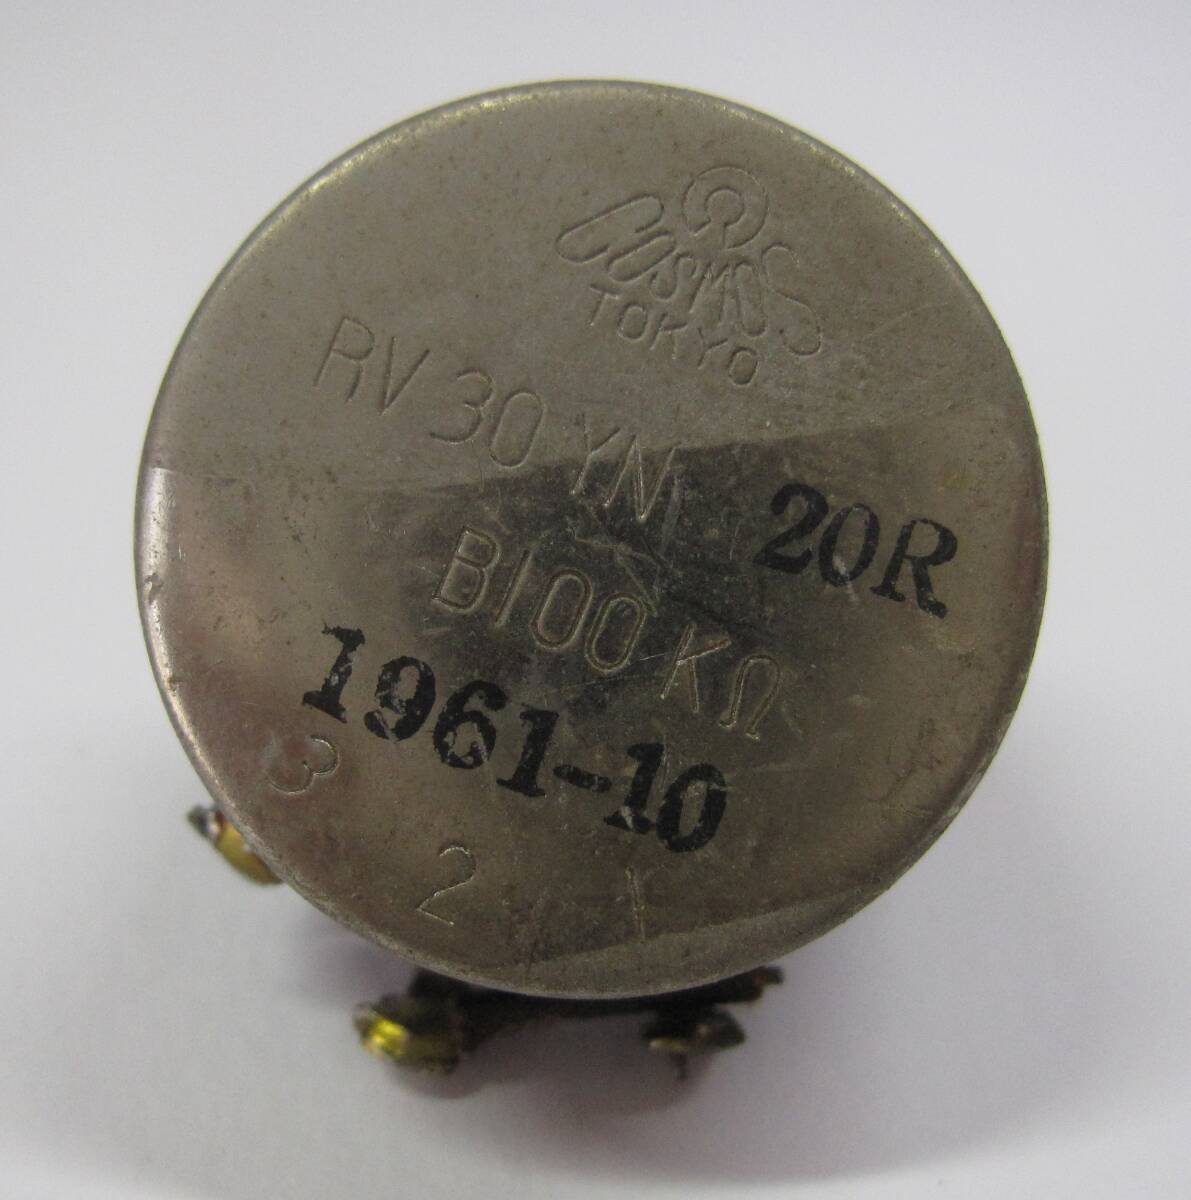 COSMOS
TOKYO
RV 30 YN
20R
B100 KΩ
1961-10
3 2 1